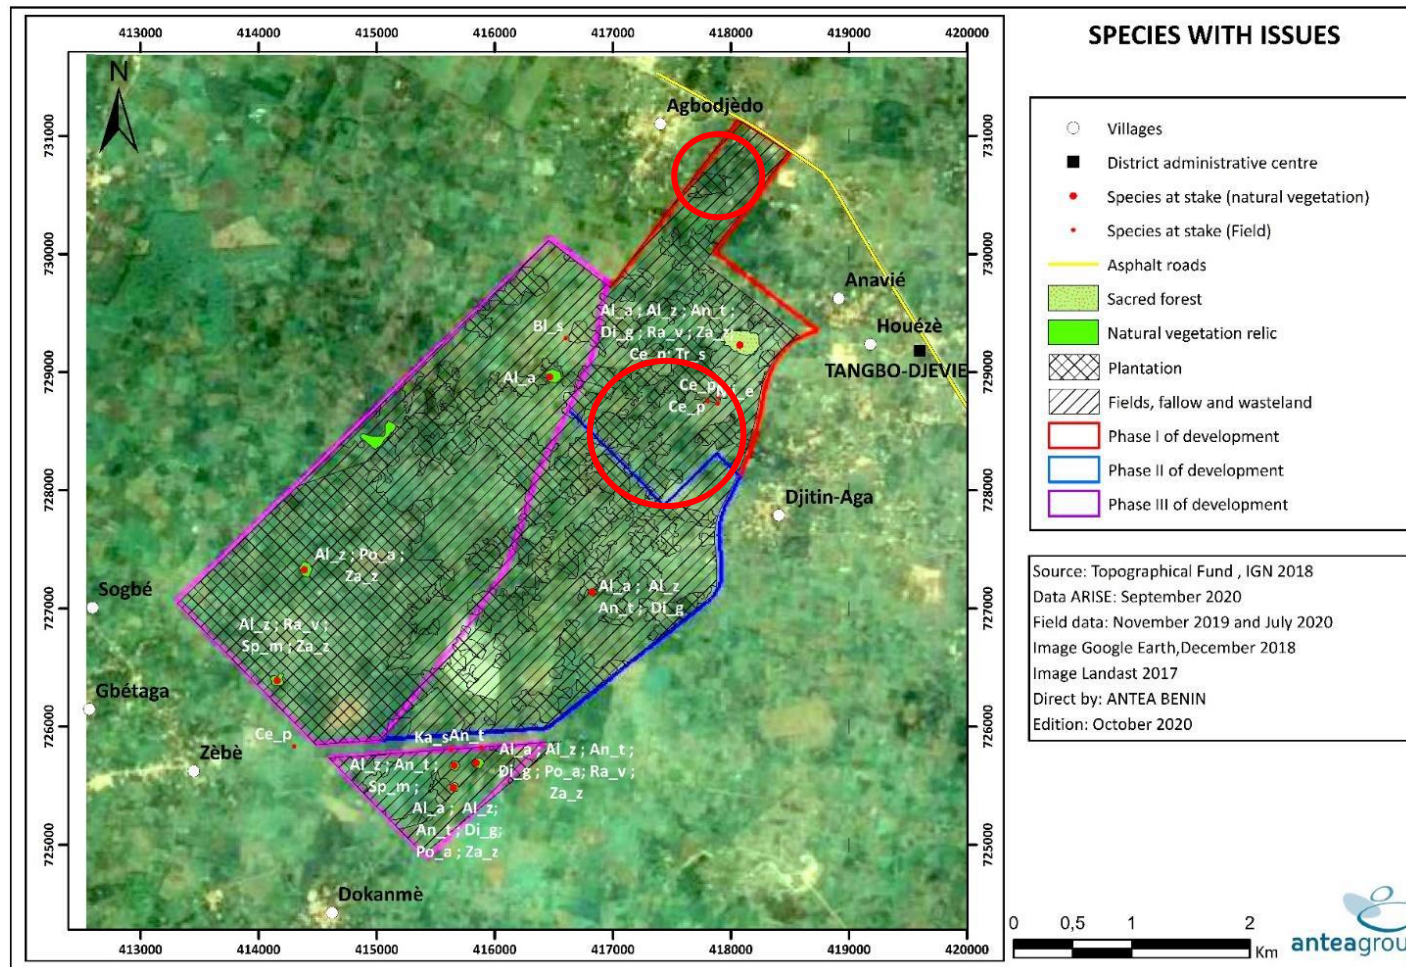 SPECIES WITH ISSUES
413000 414000 415000 416000 417000 418000 419000 420000
N
731000
730000
729000
728000
727000
726000
725000
Agbodjèdo
Anavié
Houézè
TANGBO-DJEVIE
Djitin-Aga
Sogbé
Gbétaga
Zèbè
Dokanmè
Bl_s
Al_a ; Al_z ; An_t ;
Di_g ; Ra_v ; Za_z;
Ce_p; Tr_s
Al_a
Ce_p
Ce_p
Al_z ; Po_a ;
Za_z
Al_a ; Al_z
An_t ; Di_g
Al_z ; Ra_v ;
Sp_m ; Za_z
Ce_p
Ka_s An_t
Al_z ; An_t ;
Sp_m ;
Al_a ; Al_z ; An_t ;
Di_g ; Po_a ; Ra_v ;
Za_z
Al_a ; Al_z;
An_t ; Di_g;
Po_a ; Za_z
731000
730000
729000
728000
727000
726000
725000
413000 414000 415000 416000 417000 418000 419000 420000
Villages
District administrative centre
Species at stake (natural vegetation)
Species at stake (Field)
Asphalt roads
Sacred forest
Natural vegetation relic
Plantation
Fields, fallow and wasteland
Phase I of development
Phase II of development
Phase III of development
Source: Topographical Fund , IGN 2018
Data ARISE: September 2020
Field data: November 2019 and July 2020
Image Google Earth,December 2018
Image Landast 2017
Direct by: ANTEA BENIN
Edition: October 2020
0 0,5 1 2
Km
anteagrou